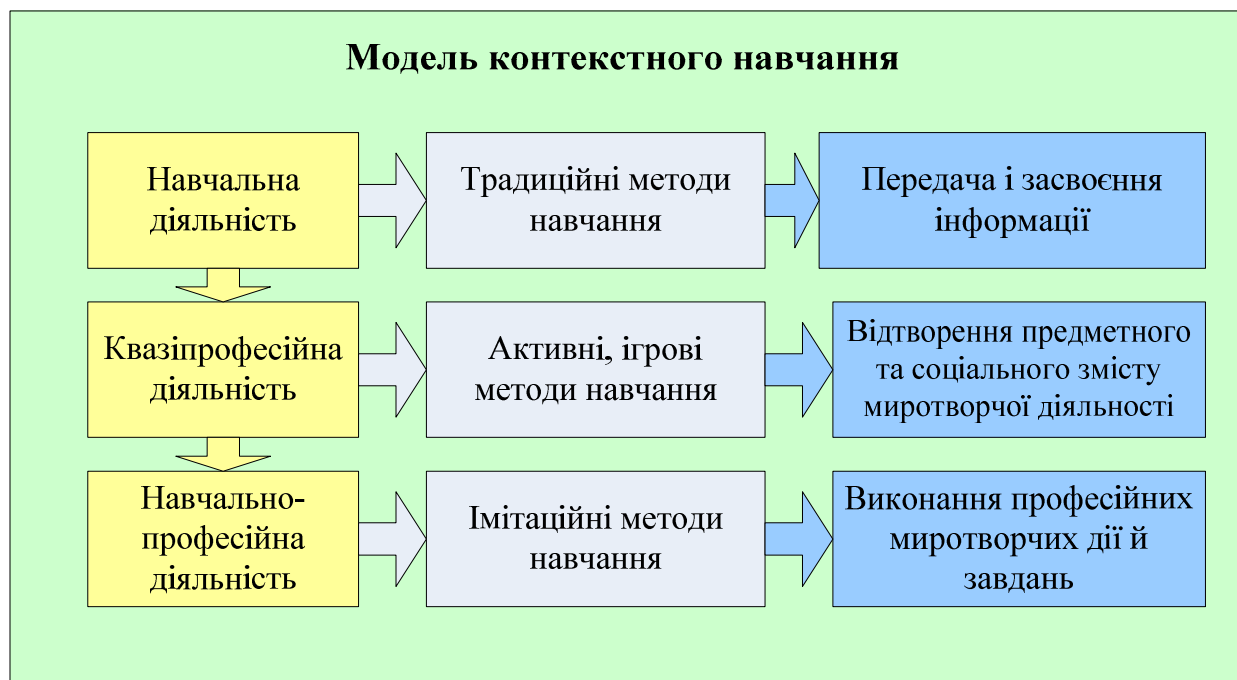 Модель контекстного навчання
Навчальна
діяльність
Традиційні методи
навчання
Передача і засвоєння
інформації
Квазіпрофесійна
діяльність
Активні, ігрові
методи навчання
Відтворення предметного
та соціального змісту
миротворчої діяльності
Навчально-
професійна
діяльність
Імітаційні методи
навчання
Виконання професійних
миротворчих дії й
завдань